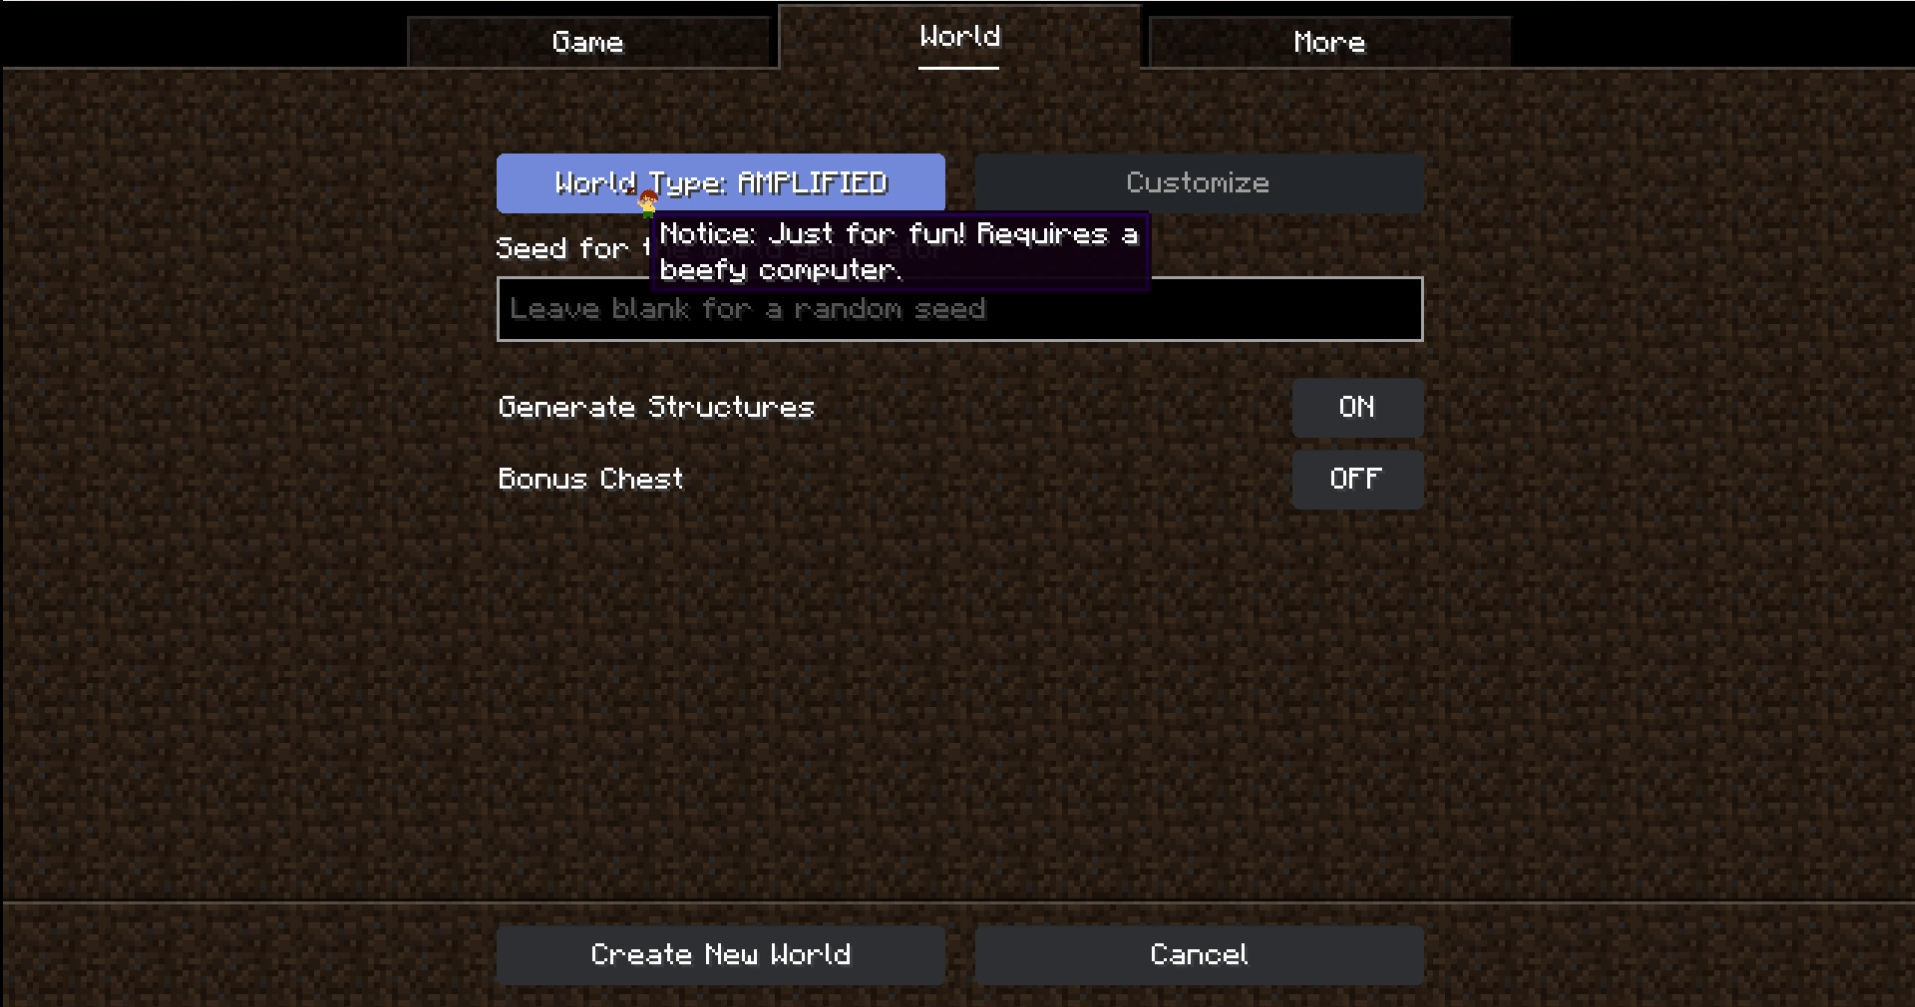 Game
World
More
World Type: AMPLIFIED
Customize
Notice: Just for fun! Requires a
beefy computer.
Seed for
Leave blank for a random seed
Generate Structures
ON
Bonus Chest
OFF
Create New World
Cancel